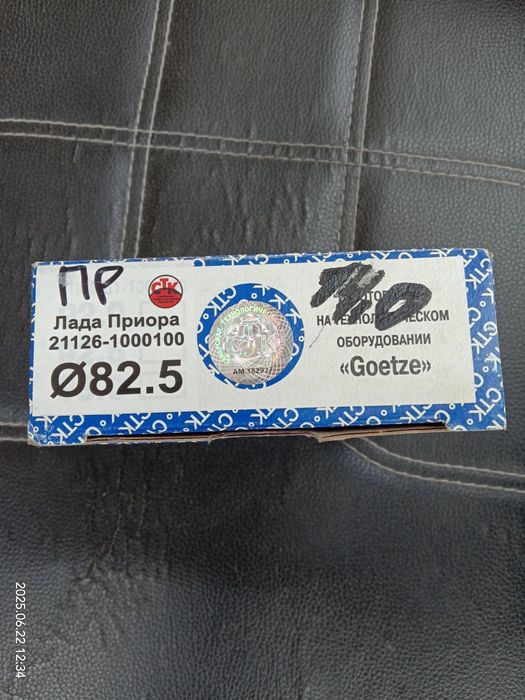 ПР
СТК
Лада Приора
21126-1000100
Ø82.5
АМ 18293
НА ТЕХНОЛОГИЧЕСКОМ
ОБОРУДОВАНИИ
«Goetze»
2025.06.22 12:34